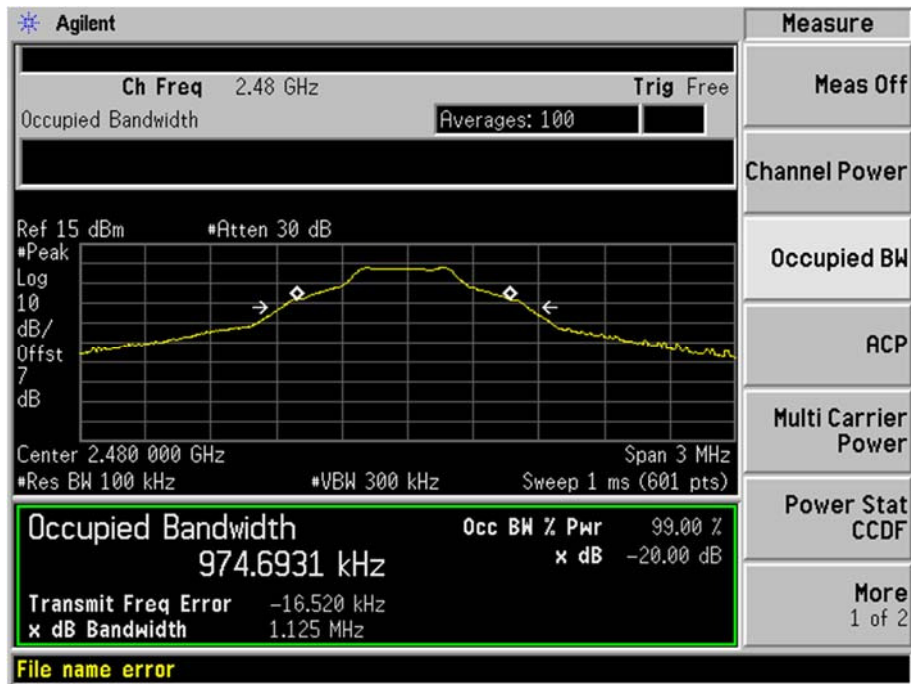 Agilent
Measure
Ch Freq 2.48 GHz Trig Free
Occupied Bandwidth Averages: 100
Meas Off
Channel Power
Occupied BW
ACP
Multi Carrier
Power
Power Stat
CCDF
More
1 of 2
Ref 15 dBm #Atten 30 dB
#Peak
Log
10
dB/
Offst
7
dB
Center 2.480 000 GHz Span 3 MHz
#Res BW 100 kHz #VBW 300 kHz Sweep 1 ms (601 pts)
Occupied Bandwidth Occ BW % Pwr 99.00 %
974.6931 kHz x dB -20.00 dB
Transmit Freq Error -16.520 kHz
x dB Bandwidth 1.125 MHz
File name error